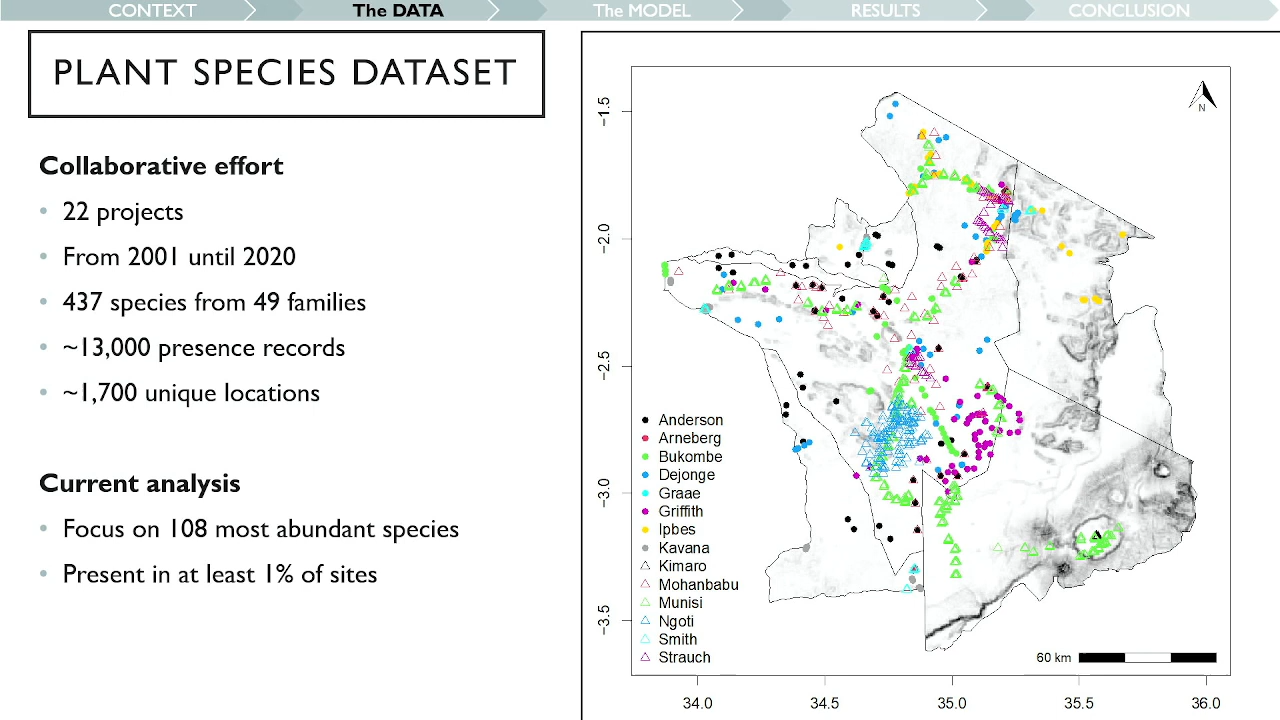 CONTEXT
The DATA
The MODEL
RESULTS
CONCLUSION
PLANT SPECIES DATASET
Collaborative effort
• 22 projects
• From 2001 until 2020
• 437 species from 49 families
• ~13,000 presence records
• ~1,700 unique locations
Current analysis
• Focus on 108 most abundant species
• Present in at least 1% of sites
N
−1.5
−2.0
−2.5
−3.0
−3.5
Anderson
Arneberg
Bukombe
Dejonge
Graae
Griffith
Ipbes
Kavana
Kimaro
Mohanbabu
Munisi
Ngoti
Smith
Strauch
60 km
34.0
34.5
35.0
35.5
36.0